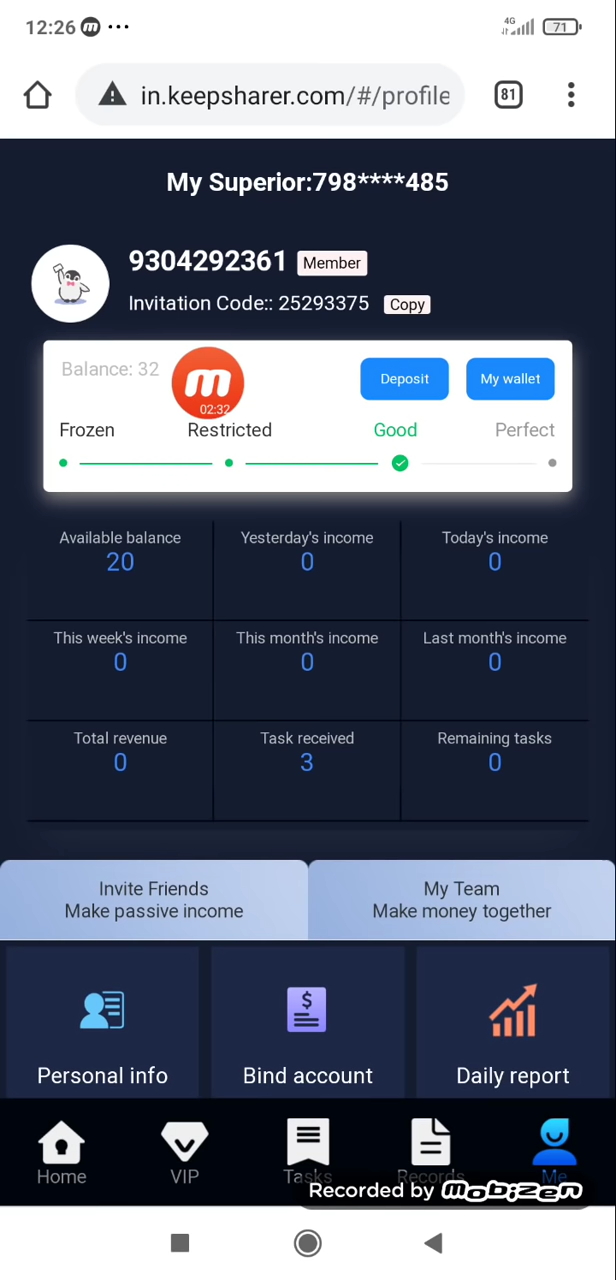 12:26 m ...
4G 71
in.keepsharer.com/#/profile 81
My Superior:798****485
9304292361 Member
Invitation Code:: 25293375 Copy
Balance: 32 m 02:32 Deposit My wallet
Frozen Restricted Good Perfect
Available balance Yesterday's income Today's income
20 0 0
This week's income This month's income Last month's income
0 0 0
Total revenue Task received Remaining tasks
0 3 0
Invite Friends My Team
Make passive income Make money together
$
Personal info Bind account Daily report
Home VIP Tasks Records Me
Recorded by mobizen